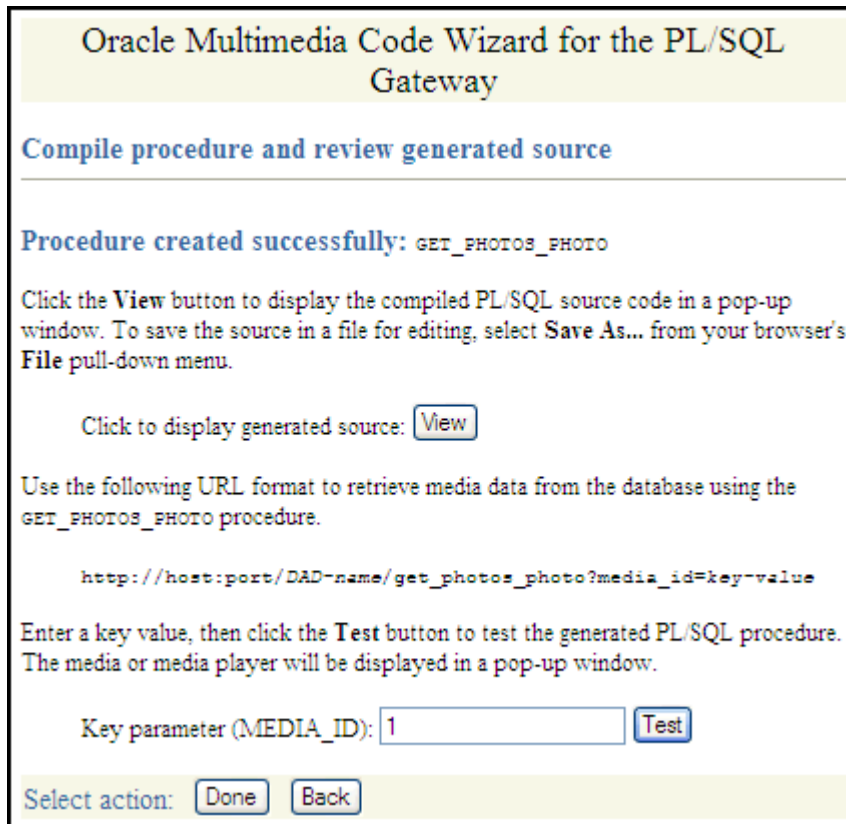 Oracle Multimedia Code Wizard for the PL/SQL
Gateway
Compile procedure and review generated source
Procedure created successfully: GET_PHOTOS_PHOTO
Click the View button to display the compiled PL/SQL source code in a pop-up
window. To save the source in a file for editing, select Save As... from your browser's
File pull-down menu.
Click to display generated source: View
Use the following URL format to retrieve media data from the database using the
GET_PHOTOS_PHOTO procedure.
http://host:port/DAD-name/get_photos_photo?media_id=key-value
Enter a key value, then click the Test button to test the generated PL/SQL procedure.
The media or media player will be displayed in a pop-up window.
Key parameter (MEDIA_ID): 1 Test
Select action: Done Back